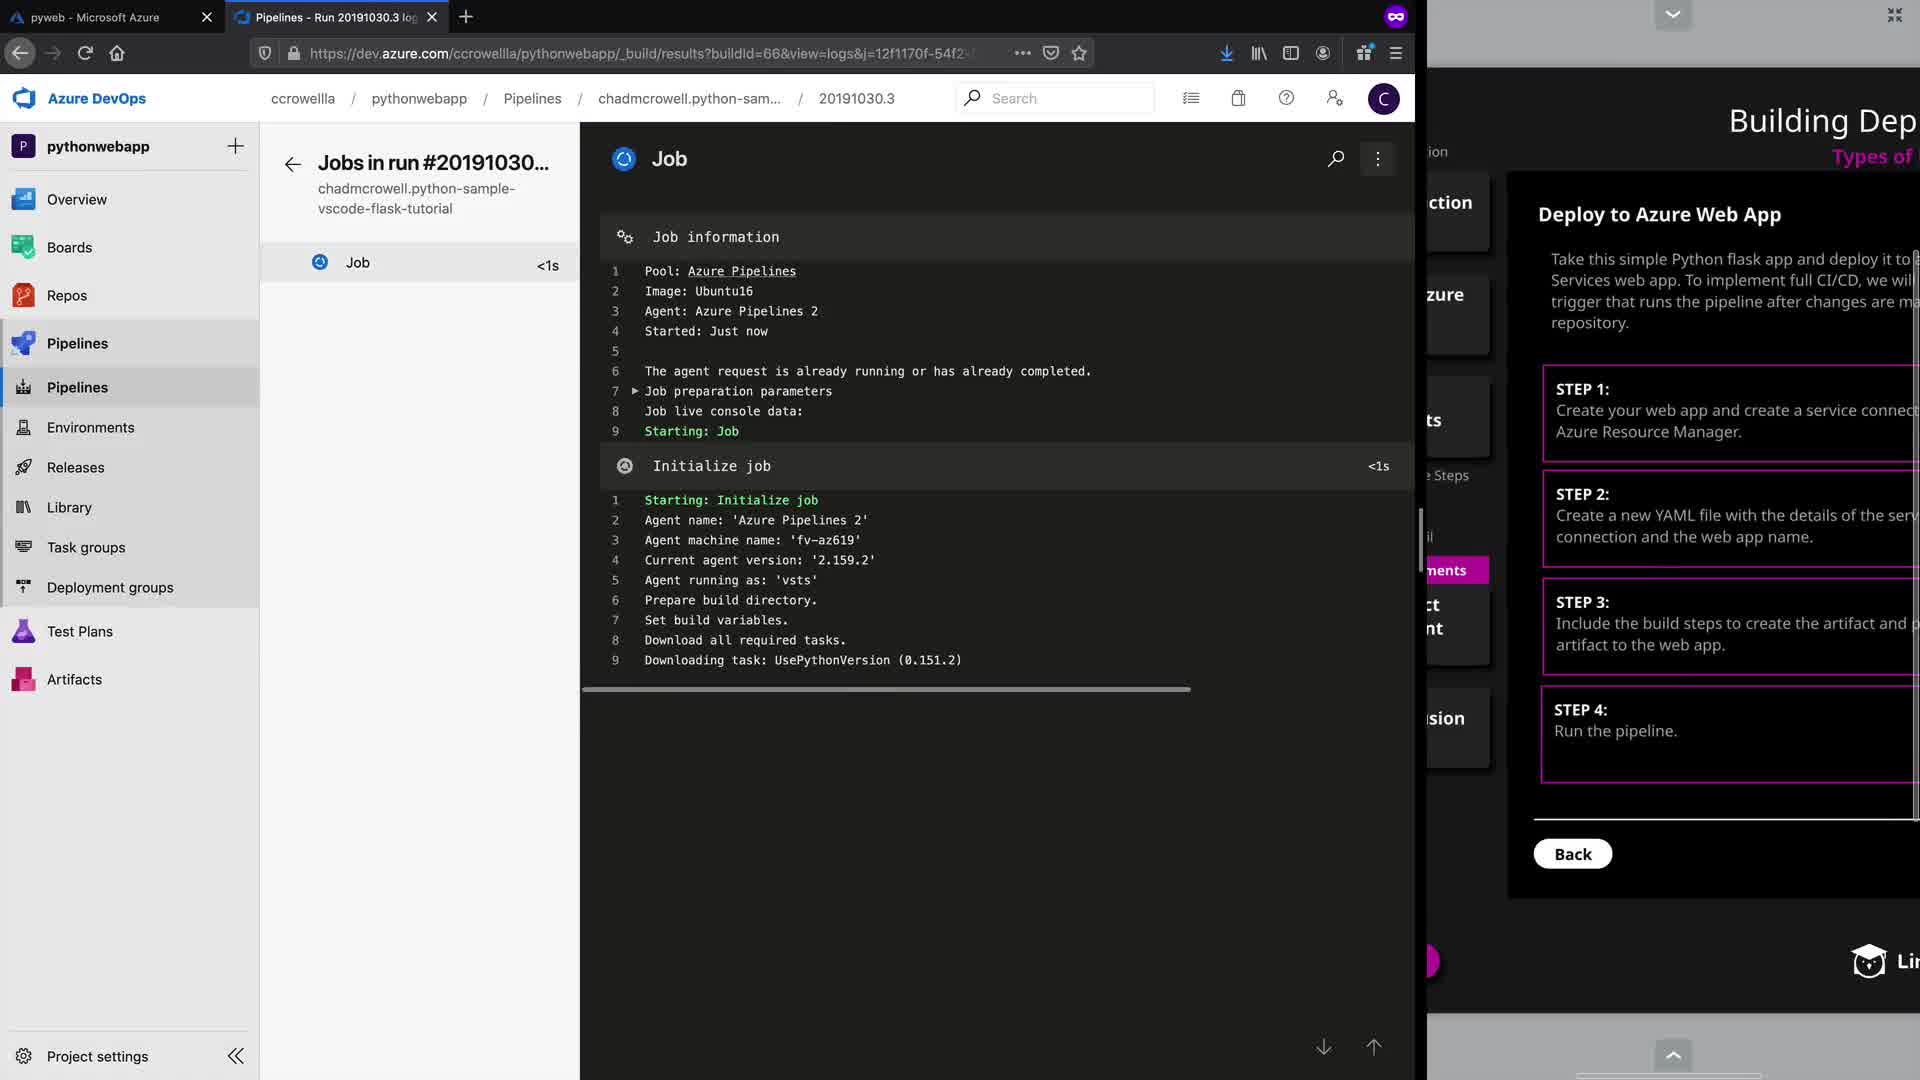 pyweb - Microsoft Azure
Pipelines - Run 20191030.3 log
https://dev.azure.com/ccrowellla/pythonwebapp/_build/results?buildId=66&view=logs&j=12f1170f-54f2-
Azure DevOps
ccrowellla / pythonwebapp / Pipelines / chadmcrowell.python-sam... / 20191030.3
Search
C
P pythonwebapp
Overview
Boards
Repos
Pipelines
Pipelines
Environments
Releases
Library
Task groups
Deployment groups
Test Plans
Artifacts
Project settings
Jobs in run #20191030...
chadmcrowell.python-sample-
vscode-flask-tutorial
Job <1s
Job
Job information
1 Pool: Azure Pipelines
2 Image: Ubuntu16
3 Agent: Azure Pipelines 2
4 Started: Just now
5
6 The agent request is already running or has already completed.
7 Job preparation parameters
8 Job live console data:
9 Starting: Job
Initialize job <1s
1 Starting: Initialize job
2 Agent name: 'Azure Pipelines 2'
3 Agent machine name: 'fv-az619'
4 Current agent version: '2.159.2'
5 Agent running as: 'vsts'
6 Prepare build directory.
7 Set build variables.
8 Download all required tasks.
9 Downloading task: UsePythonVersion (0.151.2)
Building Dep
Types of
ion
ction
zure
ts
e Steps
il
ments
ct
nt
sion
Deploy to Azure Web App
Take this simple Python flask app and deploy it to a
Services web app. To implement full CI/CD, we will
trigger that runs the pipeline after changes are ma
repository.
STEP 1:
Create your web app and create a service connect
Azure Resource Manager.
STEP 2:
Create a new YAML file with the details of the serv
connection and the web app name.
STEP 3:
Include the build steps to create the artifact and p
artifact to the web app.
STEP 4:
Run the pipeline.
Back
Li